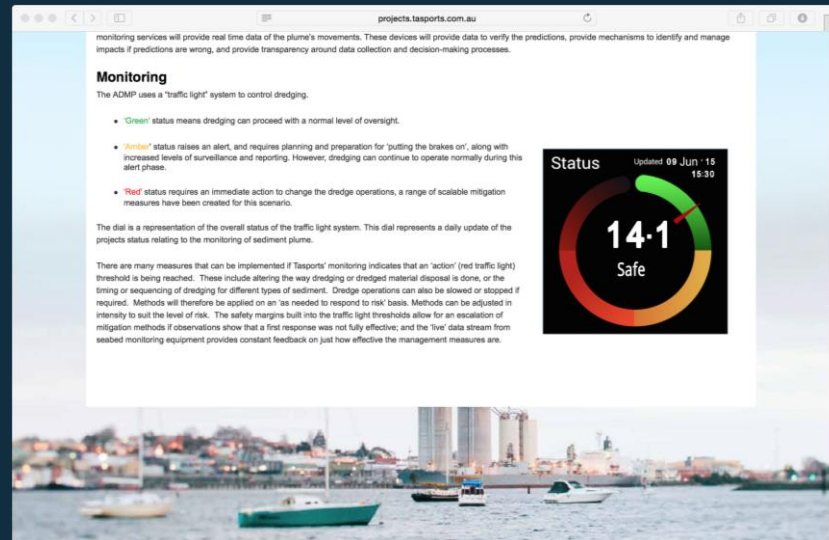 projects.tasports.com.au
monitoring services will provide real time data of the plume's movements. These devices will provide data to verify the predictions, provide mechanisms to identify and manage
impacts if predictions are wrong, and provide transparency around data collection and decision-making processes.
Monitoring
The ADMP uses a "traffic light" system to control dredging.
• 'Green' status means dredging can proceed with a normal level of oversight.
• 'Amber' status raises an alert, and requires planning and preparation for 'putting the brakes on', along with
increased levels of surveillance and reporting. However, dredging can continue to operate normally during this
alert phase.
• 'Red' status requires an immediate action to change the dredge operations, a range of scalable mitigation
measures have been created for this scenario.
The dial is a representation of the overall status of the traffic light system. This dial represents a daily update of the
projects status relating to the monitoring of sediment plume.
There are many measures that can be implemented if Tasports' monitoring indicates that an 'action' (red traffic light)
threshold is being reached. These include altering the way dredging or dredged material disposal is done, or the
timing or sequencing of dredging for different types of sediment. Dredge operations can also be slowed or stopped if
required. Methods will therefore be applied on an 'as needed to respond to risk' basis. Methods can be adjusted in
intensity to suit the level of risk. The safety margins built into the traffic light thresholds allow for an escalation of
mitigation methods if observations show that a first response was not fully effective; and the 'live' data stream from
seabed monitoring equipment provides constant feedback on just how effective the management measures are.
Status Updated 09 Jun · 15
15:30
14·1
Safe